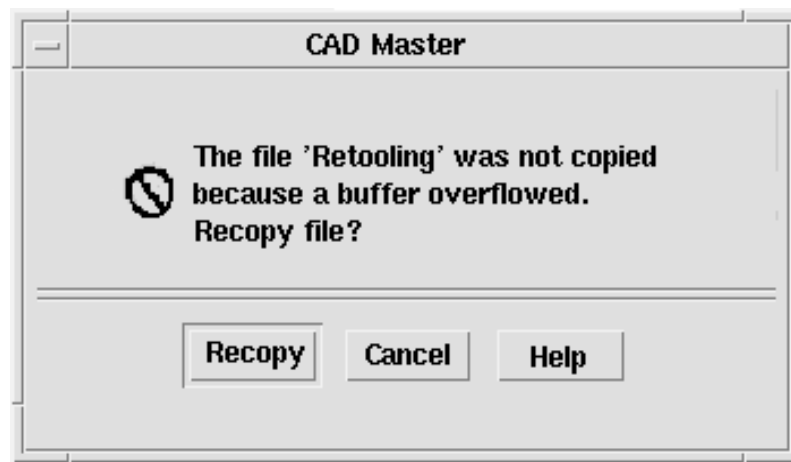 CAD Master
The file 'Retooling' was not copied
because a buffer overflowed.
Recopy file?
Recopy Cancel Help